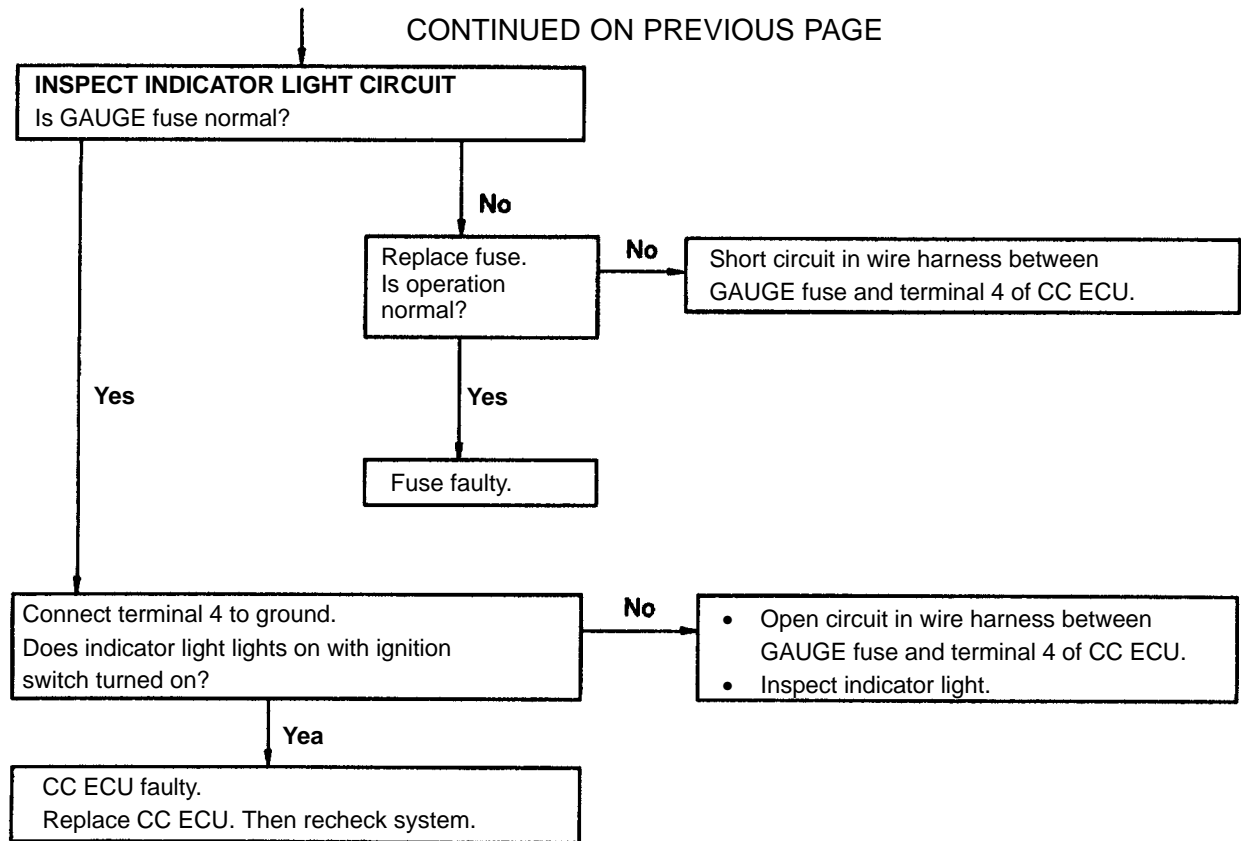 CONTINUED ON PREVIOUS PAGE
INSPECT INDICATOR LIGHT CIRCUIT
Is GAUGE fuse normal?
No
Replace fuse.
Is operation
normal?
No
Short circuit in wire harness between
GAUGE fuse and terminal 4 of CC ECU.
Yes
Yes
Fuse faulty.
Connect terminal 4 to ground.
Does indicator light lights on with ignition
switch turned on?
No
• Open circuit in wire harness between
GAUGE fuse and terminal 4 of CC ECU.
• Inspect indicator light.
Yea
CC ECU faulty.
Replace CC ECU. Then recheck system.